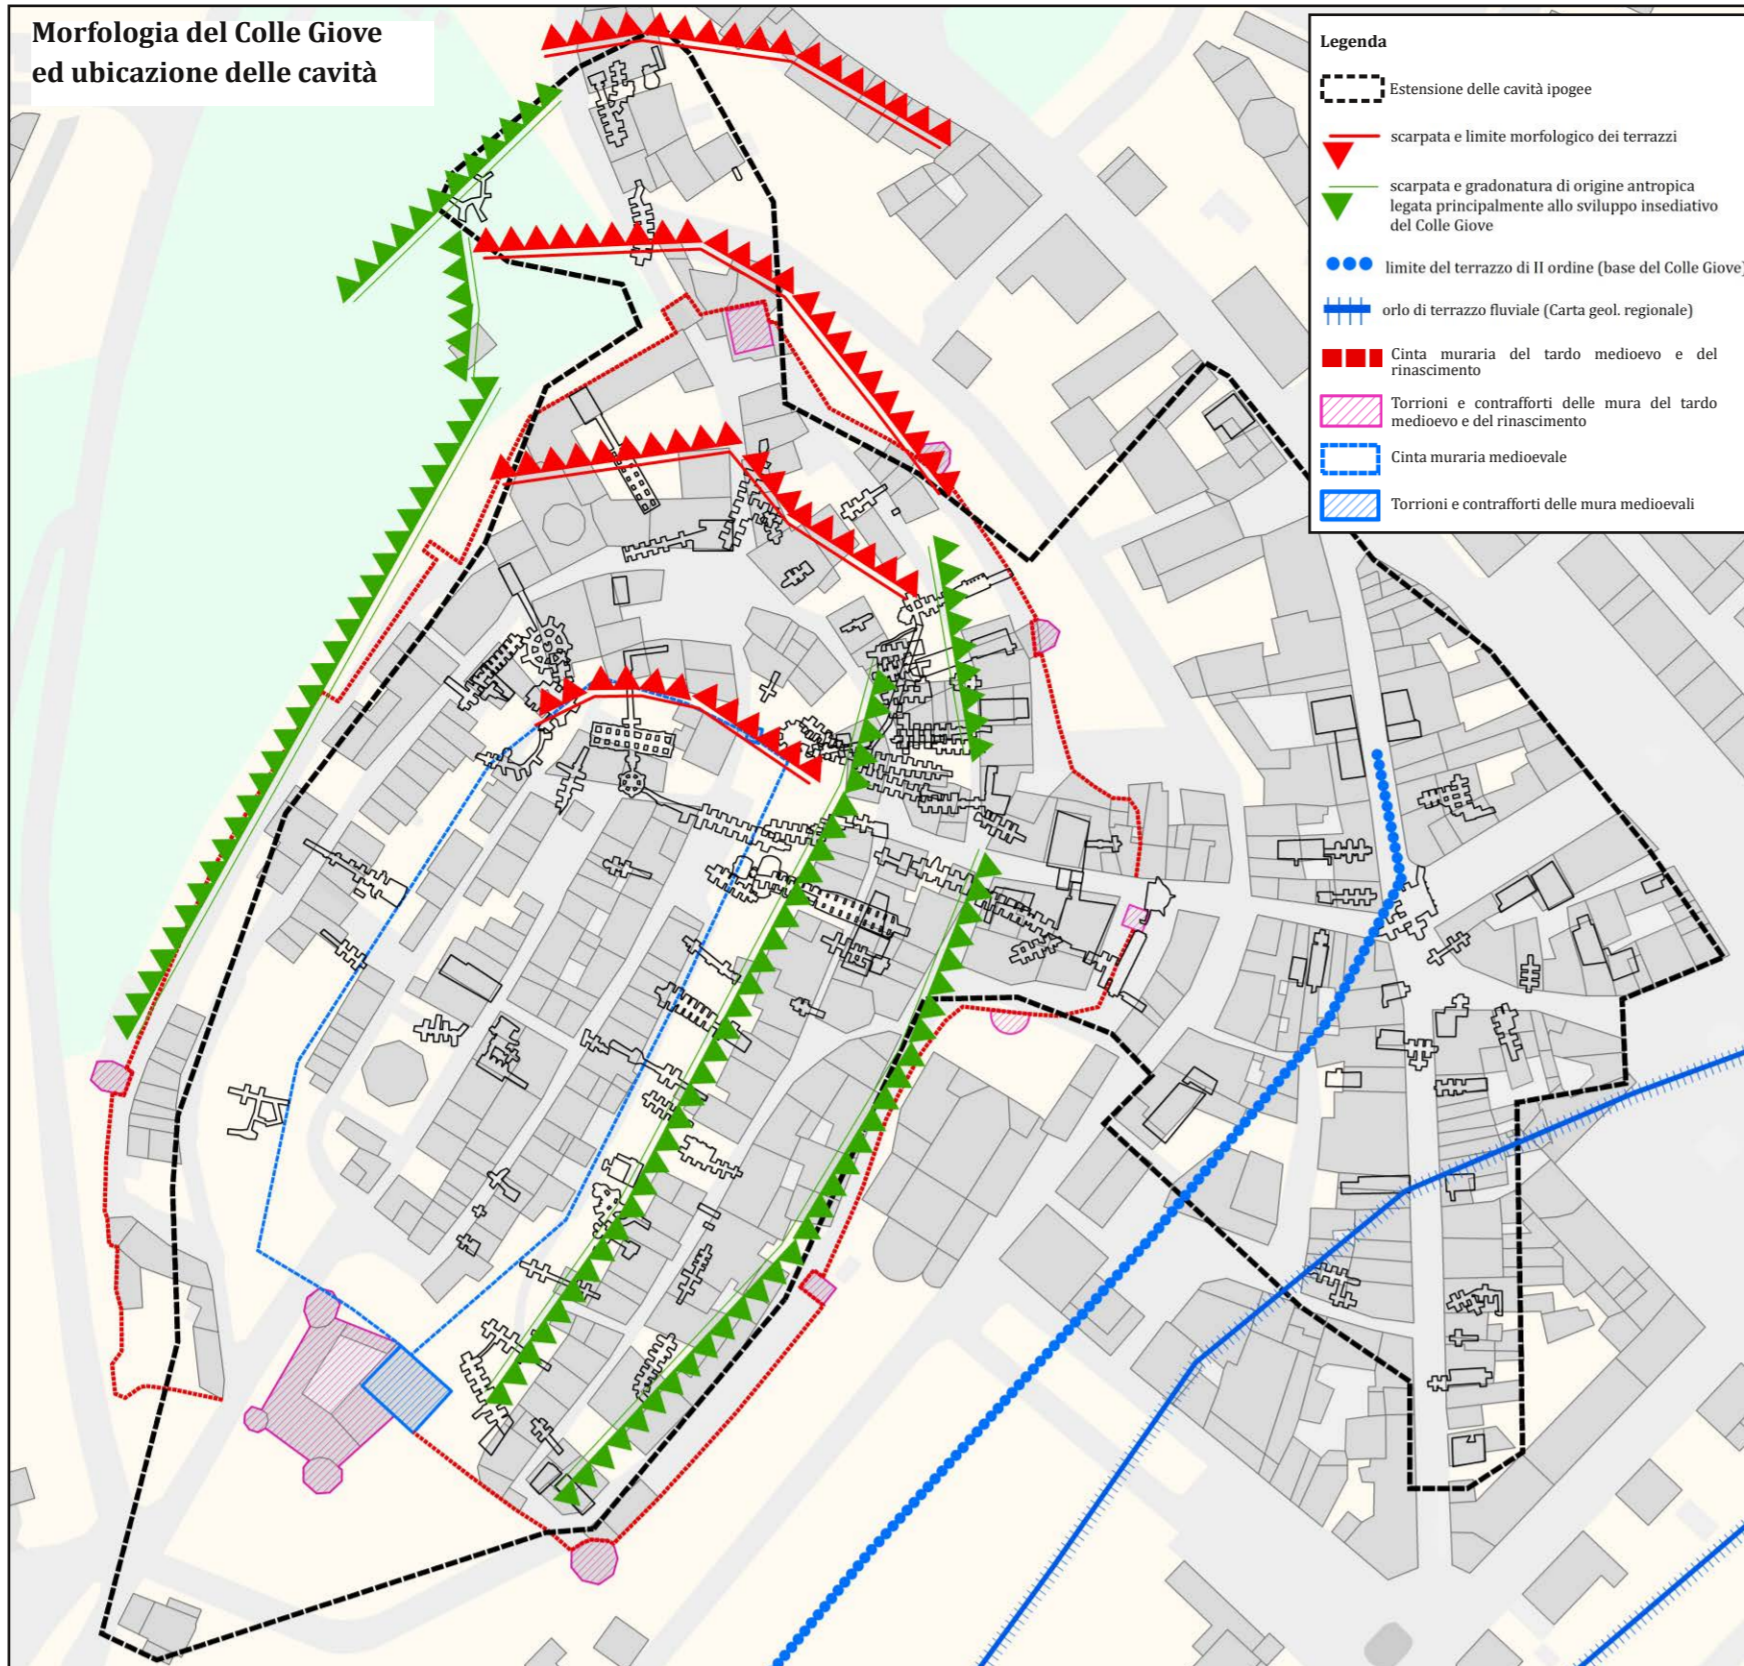 Morfologia del Colle Giove
ed ubicazione delle cavità
Legenda
Estensione delle cavità ipogee
scarpata e limite morfologico dei terrazzi
scarpata e gradonatura di origine antropica
legata principalmente allo sviluppo insediativo
del Colle Giove
limite del terrazzo di II ordine (base del Colle Giove)
orlo di terrazzo fluviale (Carta geol. regionale)
Cinta muraria del tardo medioevo e del
rinascimento
Torrioni e contrafforti delle mura del tardo
medioevo e del rinascimento
Cinta muraria medioevale
Torrioni e contrafforti delle mura medioevali